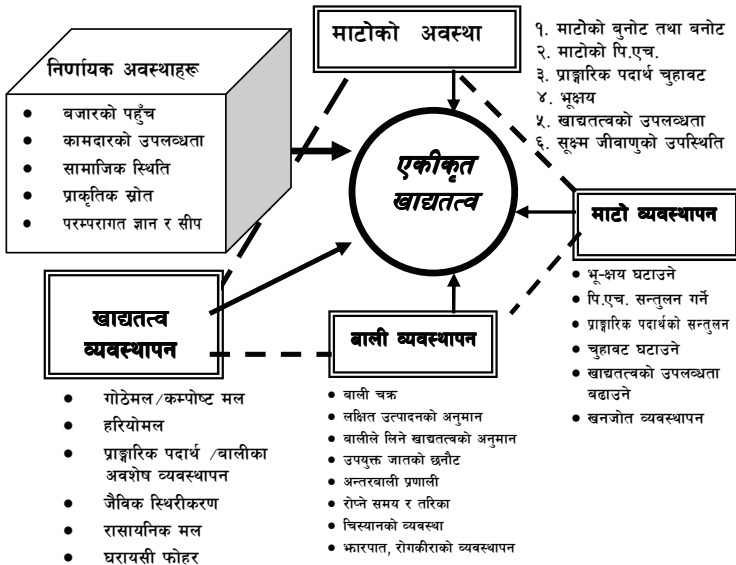 माटोको अवस्था
१. माटोको बुनोट तथा बनोट
२. माटोको पि.एच.
३. प्राङ्गारिक पदार्थ चुहावट
४. भूक्षय
५. खाद्यतत्वको उपलब्धता
६. सूक्ष्म जीवाणुको उपस्थिति
निर्णायक अवस्थाहरू
● बजारको पहुँच
● कामदारको उपलब्धता
● सामाजिक स्थिति
● प्राकृतिक स्रोत
● परम्परागत ज्ञान र सीप
एकीकृत
खाद्यतत्व
माटो व्यवस्थापन
● भू-क्षय घटाउने
● पि.एच. सन्तुलन गर्ने
● प्राङ्गारिक पदार्थको सन्तुलन
● चुहावट घटाउने
● खाद्यतत्वको उपलब्धता
बढाउने
● खनजोत व्यवस्थापन
खाद्यतत्व
व्यवस्थापन
● गोठेमल/कम्पोष्ट मल
● हरियोमल
● प्राङ्गारिक पदार्थ /बालीका
अवशेष व्यवस्थापन
● जैविक स्थिरीकरण
● रासायनिक मल
● घरायसी फोहर
बाली व्यवस्थापन
● बाली चक्र
● लक्षित उत्पादनको अनुमान
● बालीले लिने खाद्यतत्वको अनुमान
● उपयुक्त जातको छनौट
● अन्तरबाली प्रणाली
● रोप्ने समय र तरिका
● चिस्यानको व्यवस्था
● झारपात, रोगकीराको व्यवस्थापन